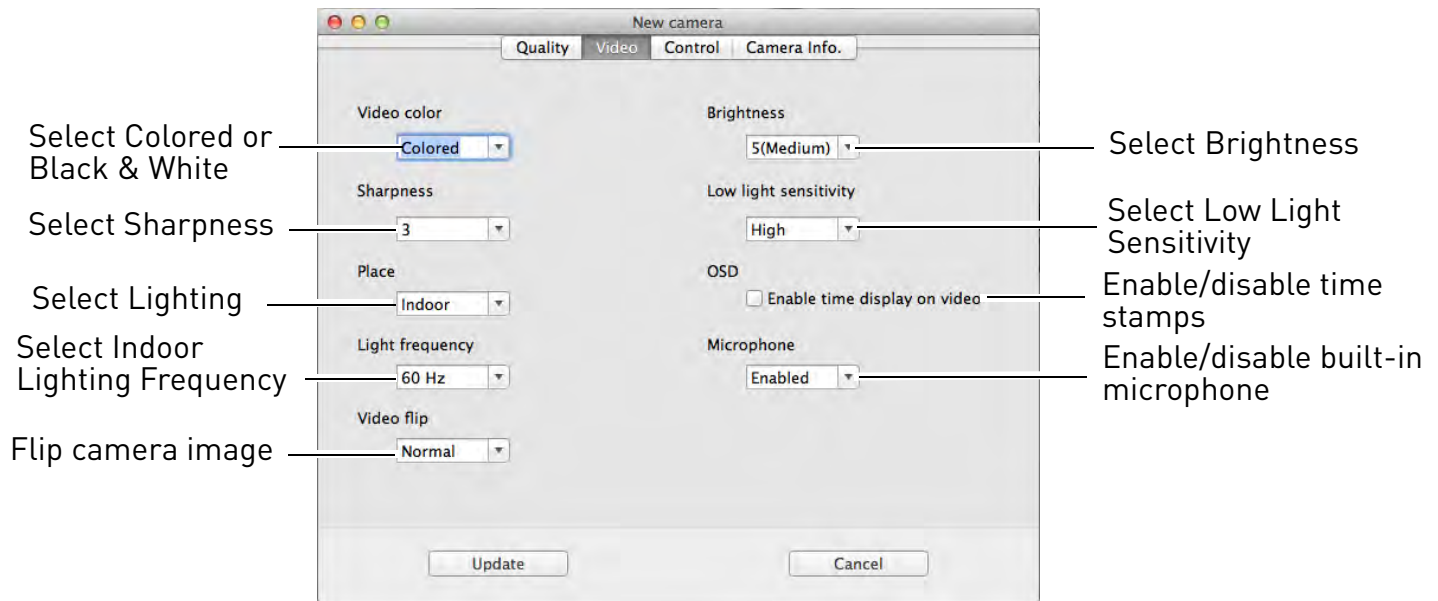 New camera
Quality Video Control Camera Info.
Video color
Colored
Sharpness
3
Place
Indoor
Light frequency
60 Hz
Video flip
Normal
Brightness
5(Medium)
Low light sensitivity
High
OSD
Enable time display on video
Microphone
Enabled
Update
Cancel
Select Colored or
Black & White
Select Sharpness
Select Lighting
Select Indoor
Lighting Frequency
Flip camera image
Select Brightness
Select Low Light
Sensitivity
Enable/disable time
stamps
Enable/disable built-in
microphone